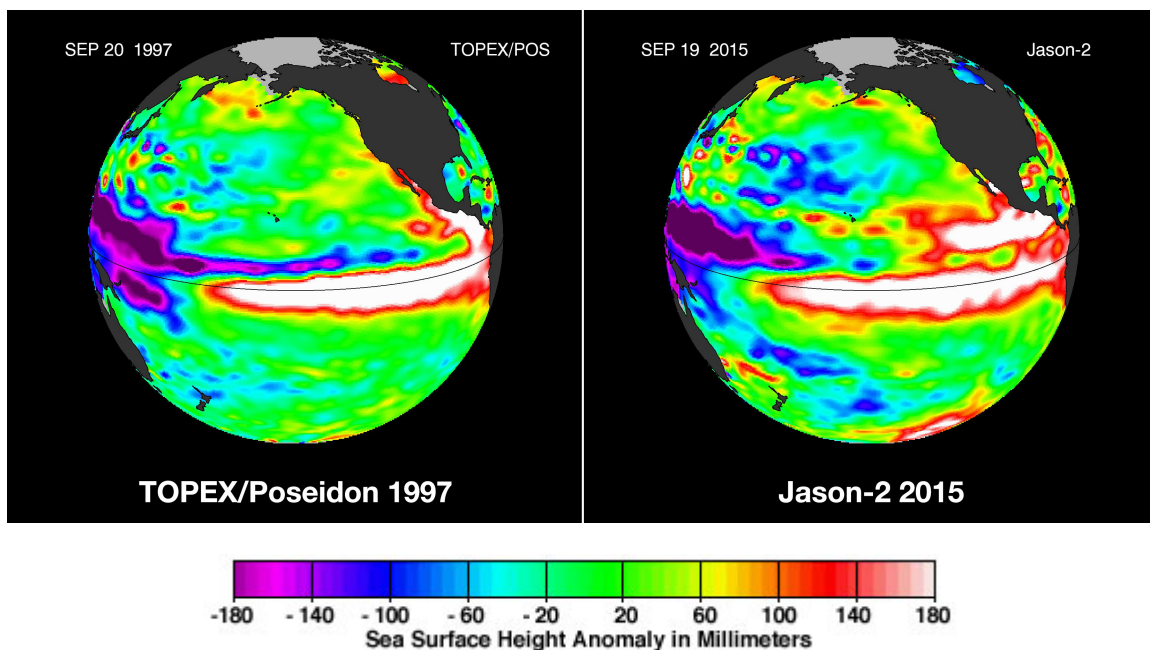 SEP 20 1997
TOPEX/POS
TOPEX/Poseidon 1997
SEP 19 2015
Jason-2
Jason-2 2015
-180 -140 -100 -60 -20 20 60 100 140 180
Sea Surface Height Anomaly in Millimeters